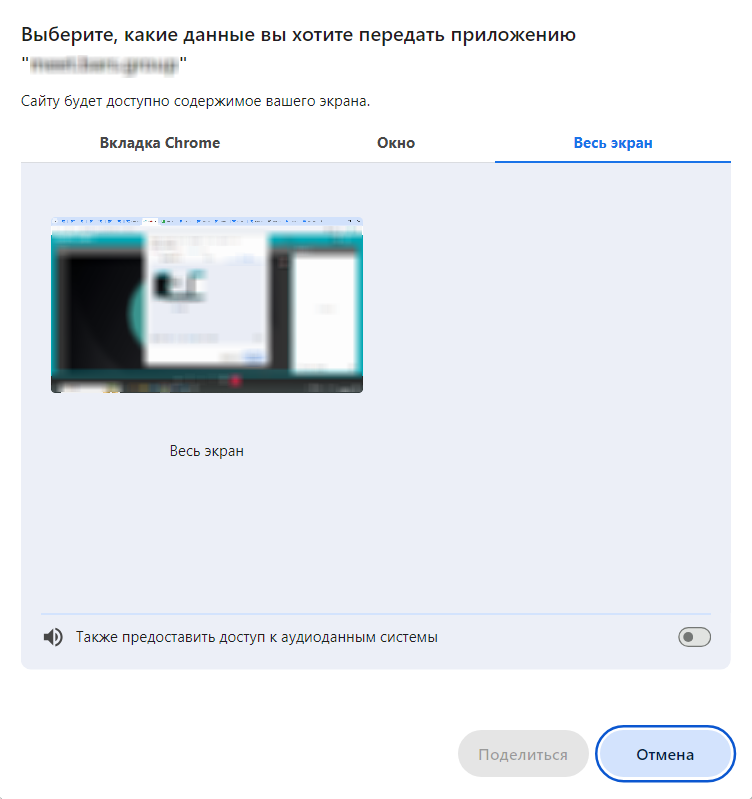 Выберите, какие данные вы хотите передать приложению
Сайту будет доступно содержимое вашего экрана.
Вкладка Chrome
Окно
Весь экран
Весь экран
Также предоставить доступ к аудиоданным системы
Поделиться
Отмена